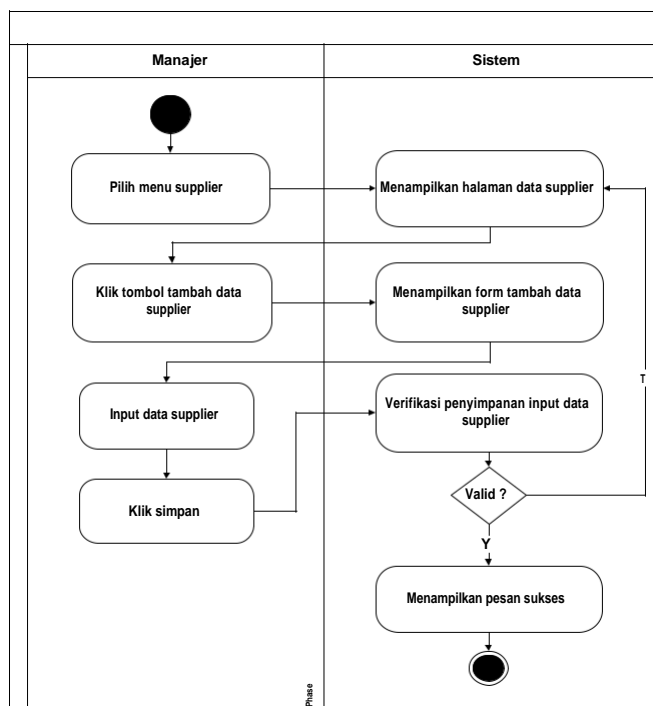 Manajer
Sistem
Pilih menu supplier
Menampilkan halaman data supplier
Klik tombol tambah data
supplier
Menampilkan form tambah data
supplier
Input data supplier
Verifikasi penyimpanan input data
supplier
T
Klik simpan
Valid ?
Y
Menampilkan pesan sukses
Phase